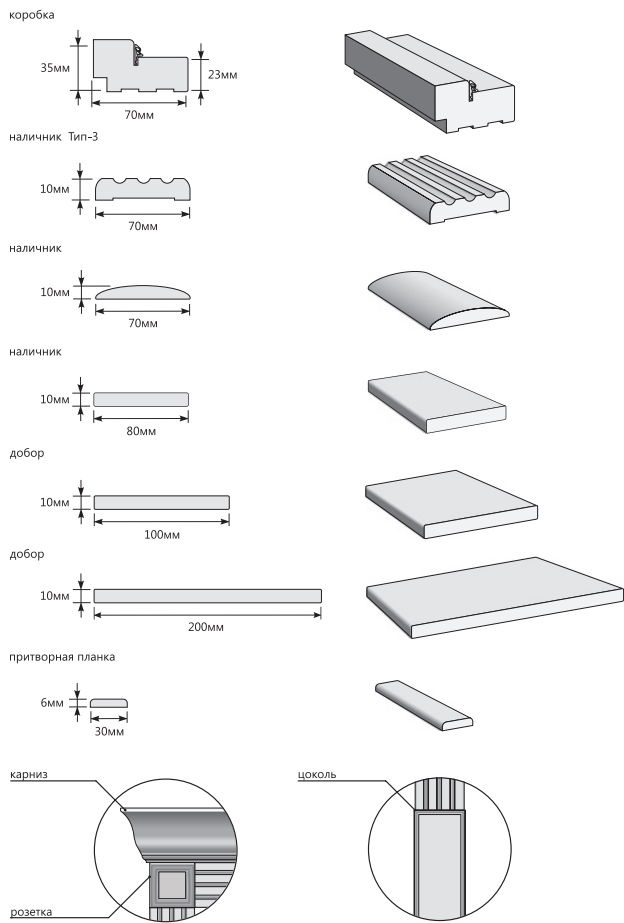 коробка
35мм
23мм
70мм
наличник Тип-3
10мм
70мм
наличник
10мм
70мм
наличник
10мм
80мм
добор
10мм
100мм
добор
10мм
200мм
притворная планка
6мм
30мм
карниз
цоколь
розетка